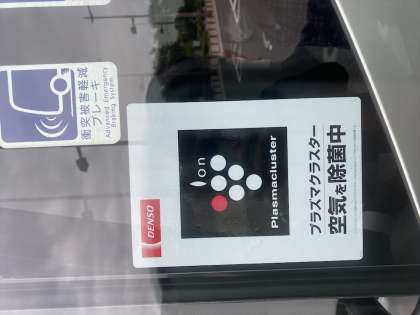 衝突被害軽減
ブレーキ
Advanced Emergency
Braking System
DENSO
ion
Plasmacluster
プラズマクラスター
空気を除菌中